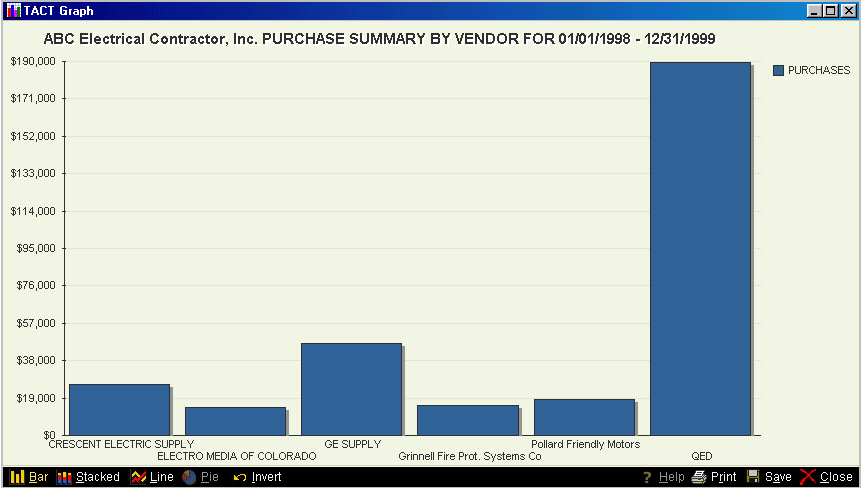 TACT Graph
ABC Electrical Contractor, Inc. PURCHASE SUMMARY BY VENDOR FOR 01/01/1998 - 12/31/1999
PURCHASES
$190,000
$171,000
$152,000
$133,000
$114,000
$95,000
$76,000
$57,000
$38,000
$19,000
$0
CRESCENT ELECTRIC SUPPLY GE SUPPLY Pollard Friendly Motors
ELECTRO MEDIA OF COLORADO Grinnell Fire Prot. Systems Co QED
Bar Stacked Line Pie Invert ? Help Print Save Close